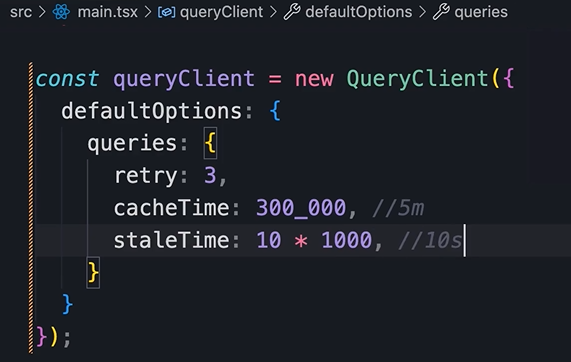 src > main.tsx > queryClient > defaultOptions > queries
const queryClient = new QueryClient({
  defaultOptions: {
    queries: {
      retry: 3,
      cacheTime: 300_000, //5m
      staleTime: 10 * 1000, //10s
    }
  }
});